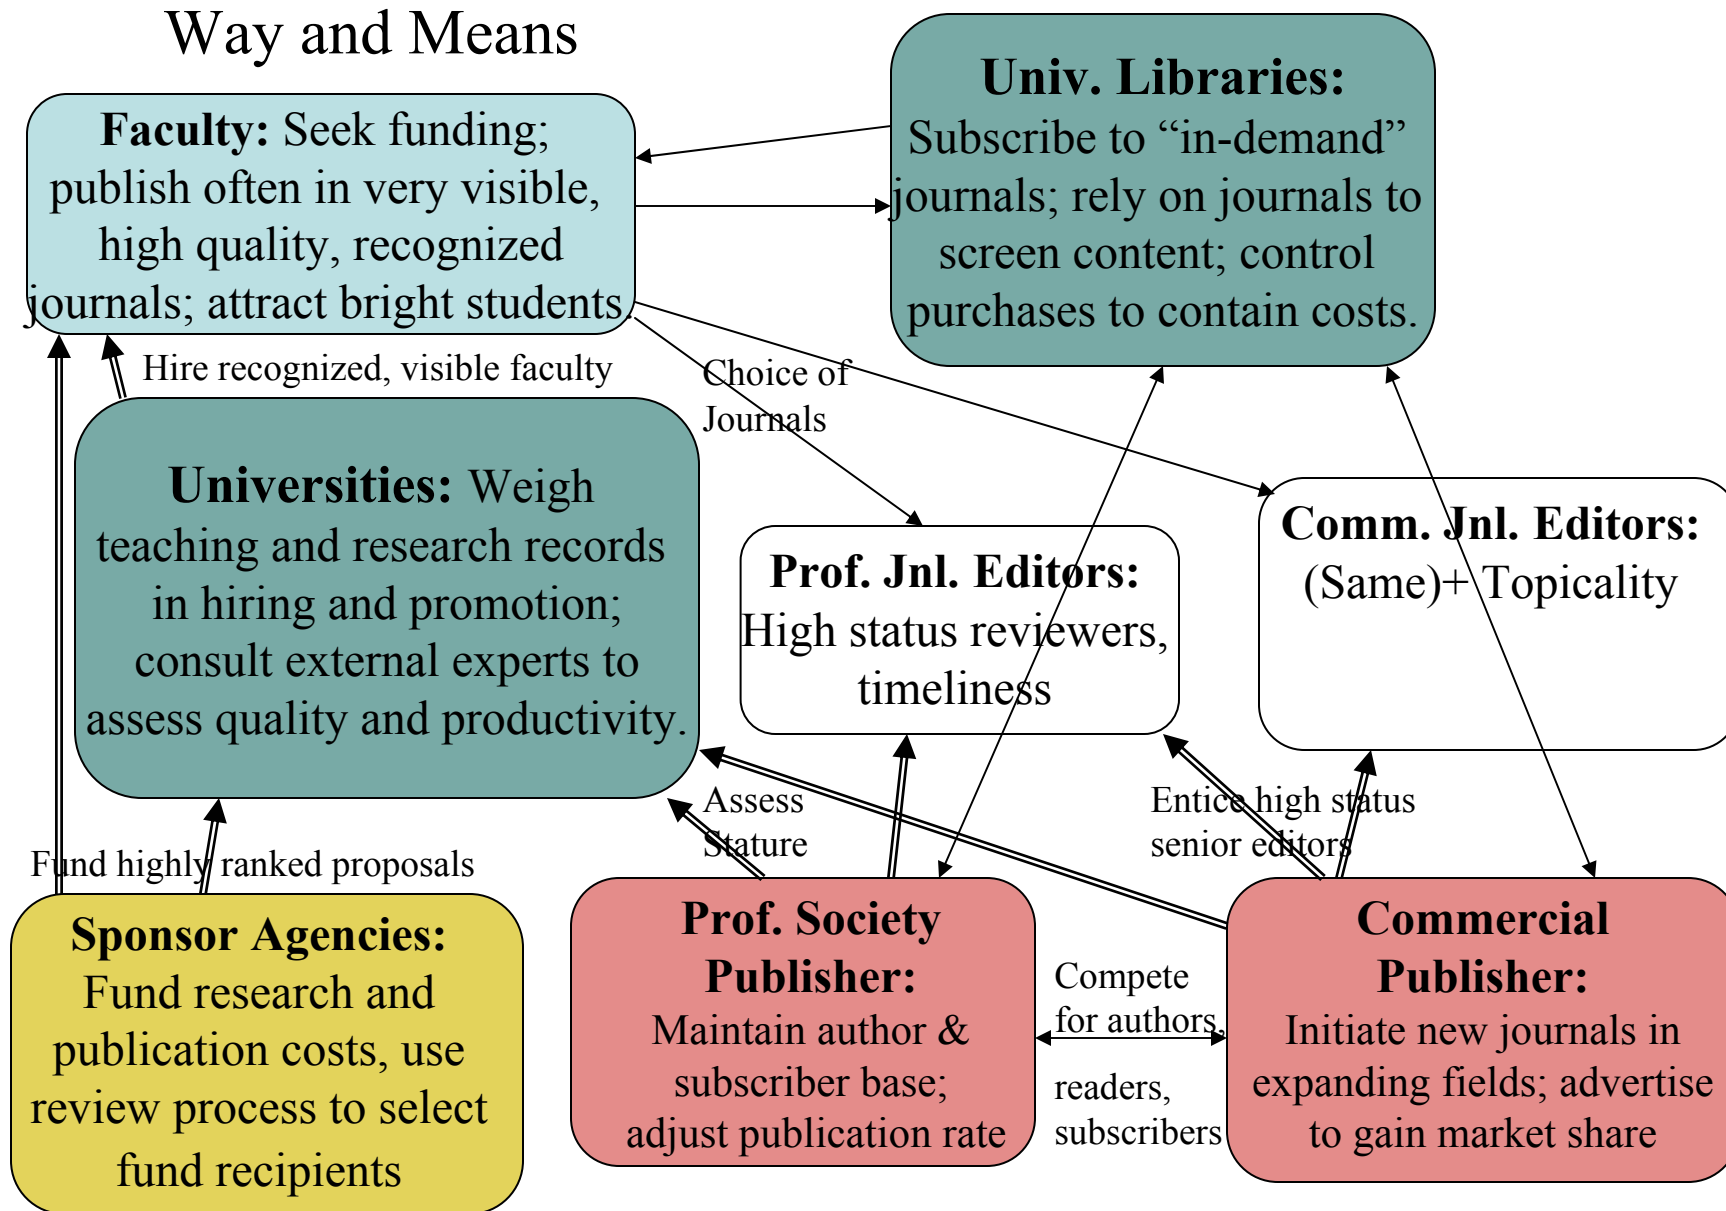 Way and Means
Univ. Libraries:
Subscribe to “in-demand”
journals; rely on journals to
screen content; control
purchases to contain costs.
Faculty: Seek funding;
publish often in very visible,
high quality, recognized
journals; attract bright students.
Hire recognized, visible faculty
Choice of
Journals
Universities: Weigh
teaching and research records
in hiring and promotion;
consult external experts to
assess quality and productivity.
Prof. Jnl. Editors:
High status reviewers,
timeliness
Comm. Jnl. Editors:
(Same)+ Topicality
Assess
Stature
Entice high status
senior editors
Fund highly ranked proposals
Sponsor Agencies:
Fund research and
publication costs, use
review process to select
fund recipients
Prof. Society
Publisher:
Maintain author &
subscriber base;
adjust publication rate
Compete
for authors,
readers,
subscribers
Commercial
Publisher:
Initiate new journals in
expanding fields; advertise
to gain market share